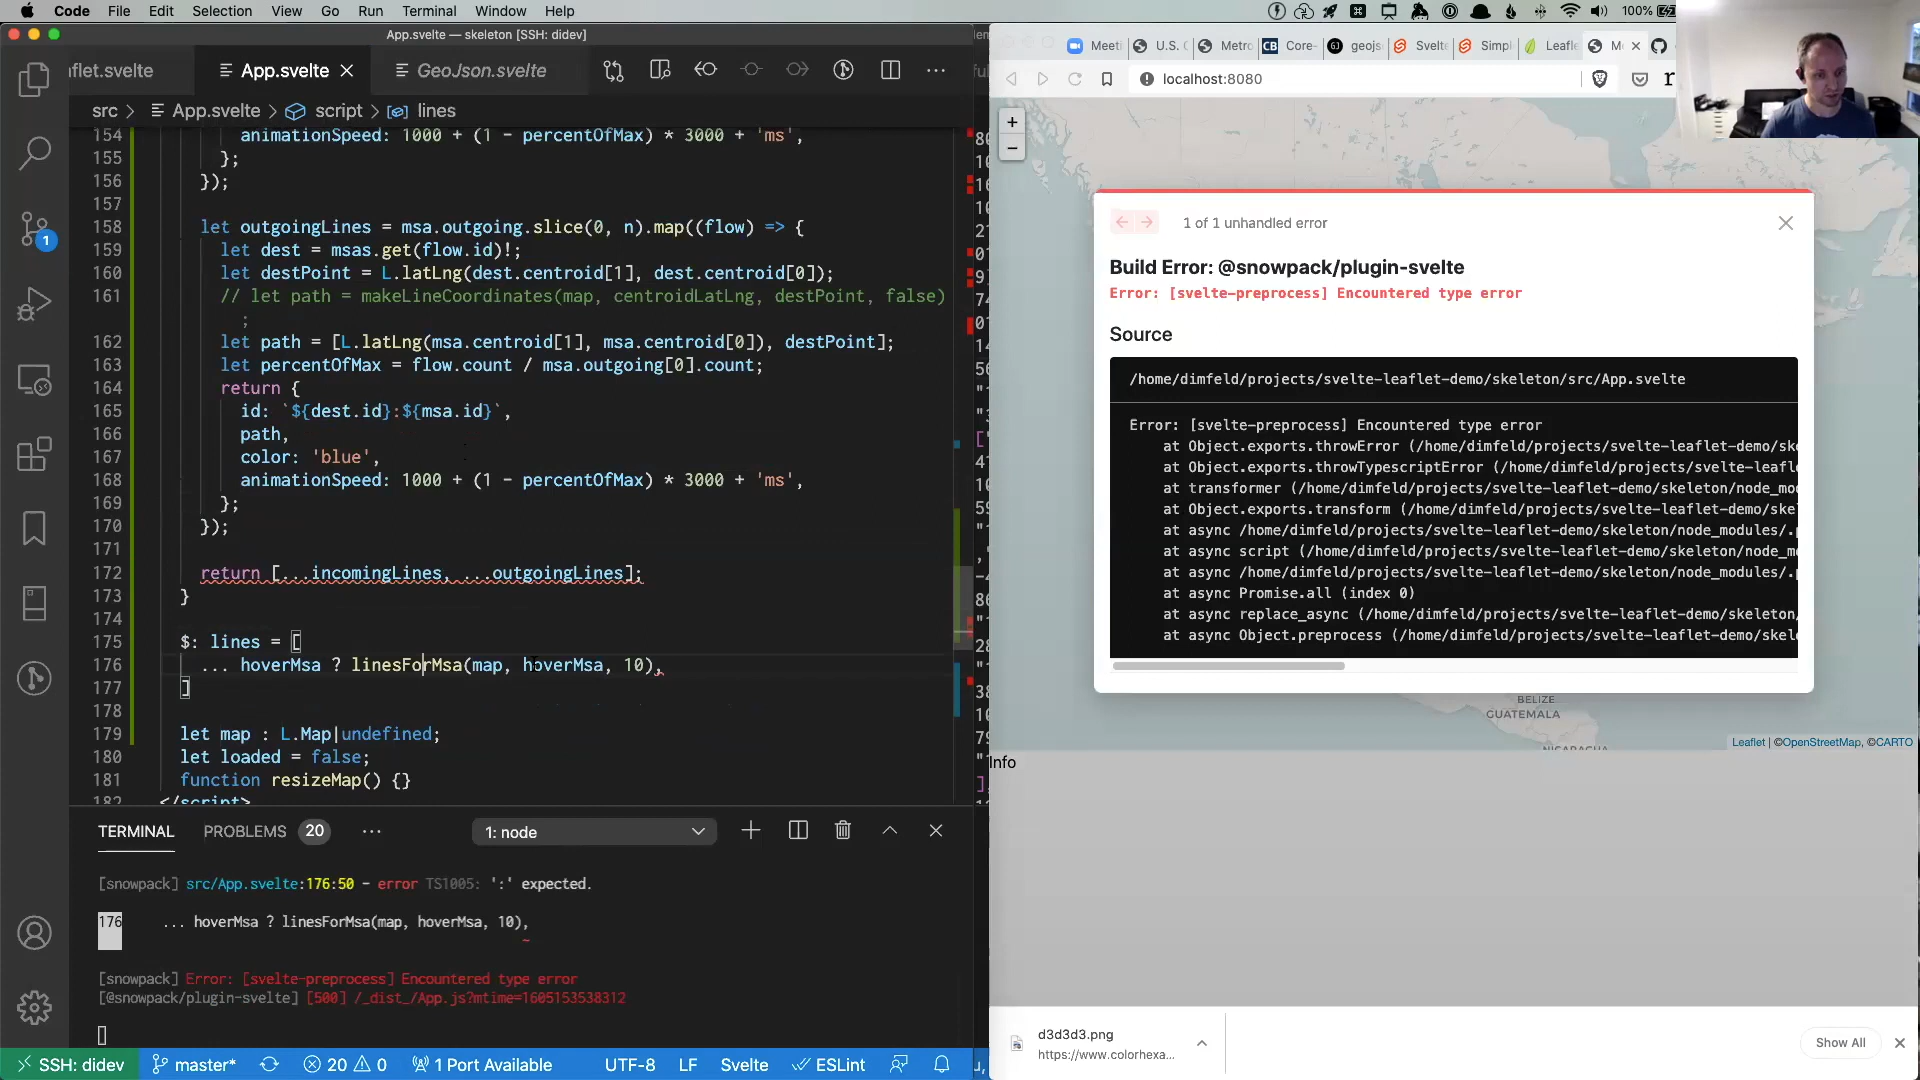 Code File Edit Selection View Go Run Terminal Window Help 100%
App.svelte — skeleton [SSH: didev]
aflet.svelte App.svelte GeoJson.svelte
src > App.svelte > script > lines
154 animationSpeed: 1000 + (1 - percentOfMax) * 3000 + 'ms',
155 };
156 });
157
158 let outgoingLines = msa.outgoing.slice(0, n).map((flow) => {
159 let dest = msas.get(flow.id)!;
160 let destPoint = L.latLng(dest.centroid[1], dest.centroid[0]);
161 // let path = makeLineCoordinates(map, centroidLatLng, destPoint, false)
;
162 let path = [L.latLng(msa.centroid[1], msa.centroid[0]), destPoint];
163 let percentOfMax = flow.count / msa.outgoing[0].count;
164 return {
165 id: `${dest.id}:${msa.id}`,
166 path,
167 color: 'blue',
168 animationSpeed: 1000 + (1 - percentOfMax) * 3000 + 'ms',
169 };
170 });
171
172 return [...incomingLines, ...outgoingLines];
173 }
174
175 $: lines = [
176 ... hoverMsa ? linesForMsa(map, hoverMsa, 10),
177 ]
178
179 let map : L.Map|undefined;
180 let loaded = false;
181 function resizeMap() {}
182 </script>
TERMINAL PROBLEMS 20 ... 1: node
[snowpack] src/App.svelte:176:50 - error TS1005: ':' expected.
176 ... hoverMsa ? linesForMsa(map, hoverMsa, 10),
~
[snowpack] Error: [svelte-preprocess] Encountered type error
[@snowpack/plugin-svelte] [500] /_dist_/App.js?mtime=1605153538312
SSH: didev master* 20 0 1 Port Available UTF-8 LF Svelte ESLint
1
Meeti U.S. Metro Core- geojs Svelte Simpl Leafle Mo
localhost:8080
+
−
1 of 1 unhandled error
Build Error: @snowpack/plugin-svelte
Error: [svelte-preprocess] Encountered type error
Source
/home/dimfeld/projects/svelte-leaflet-demo/skeleton/src/App.svelte
Error: [svelte-preprocess] Encountered type error
at Object.exports.throwError (/home/dimfeld/projects/svelte-leaflet-demo/ske
at Object.exports.throwTypescriptError (/home/dimfeld/projects/svelte-leafl
at transformer (/home/dimfeld/projects/svelte-leaflet-demo/skeleton/node_mod
at Object.exports.transform (/home/dimfeld/projects/svelte-leaflet-demo/ske
at async /home/dimfeld/projects/svelte-leaflet-demo/skeleton/node_modules/.p
at async script (/home/dimfeld/projects/svelte-leaflet-demo/skeleton/node_m
at async /home/dimfeld/projects/svelte-leaflet-demo/skeleton/node_modules/.p
at Promise.all (index 0)
at async replace_async (/home/dimfeld/projects/svelte-leaflet-demo/skeleton/
at async Object.preprocess (/home/dimfeld/projects/svelte-leaflet-demo/skel
BELIZE
GUATEMALA
NICARAGUA
Leaflet | ©OpenStreetMap, ©CARTO
Info
d3d3d3.png
https://www.colorhexa...
Show All